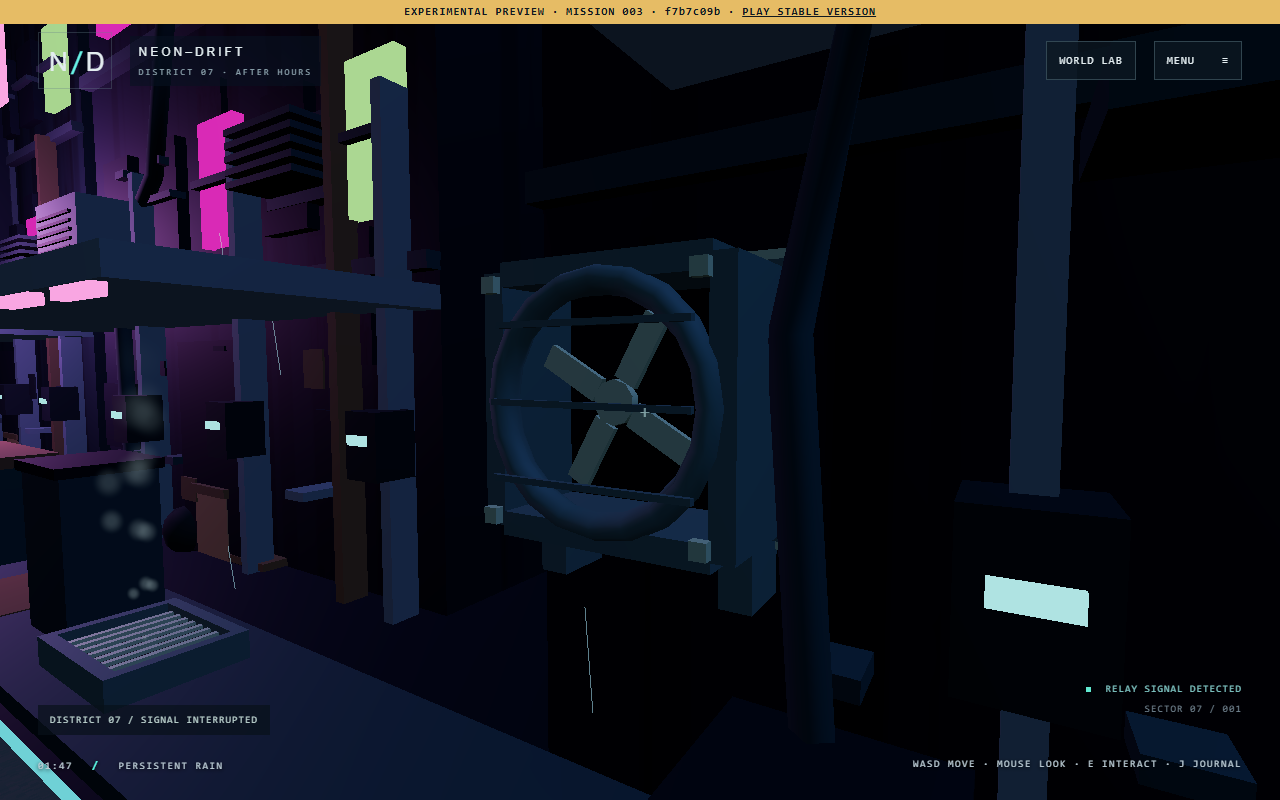 EXPERIMENTAL PREVIEW · MISSION 003 · f7b7c09b · PLAY STABLE VERSION
N/D
NEON—DRIFT
DISTRICT 07 · AFTER HOURS
WORLD LAB
MENU ≡
RELAY SIGNAL DETECTED
SECTOR 07 / 001
DISTRICT 07 / SIGNAL INTERRUPTED
01:47 / PERSISTENT RAIN
WASD MOVE · MOUSE LOOK · E INTERACT · J JOURNAL